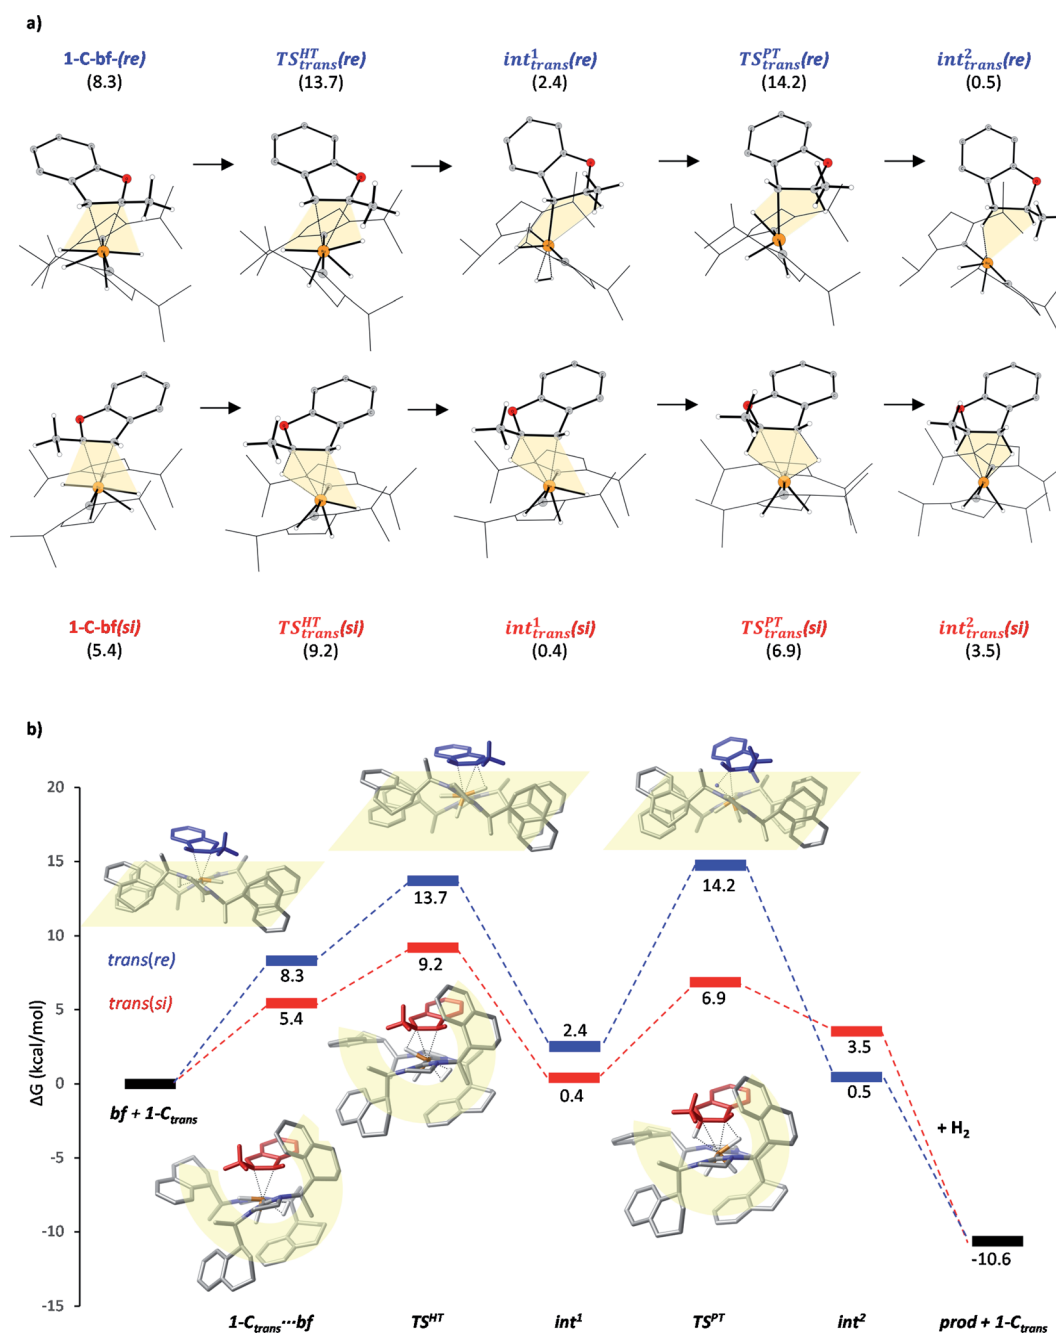 a)
1-C-bf-(re) TS^HT_trans(re) int^1_trans(re) TS^PT_trans(re) int^2_trans(re)
(8.3) (13.7) (2.4) (14.2) (0.5)
1-C-bf(si) TS^HT_trans(si) int^1_trans(si) TS^PT_trans(si) int^2_trans(si)
(5.4) (9.2) (0.4) (6.9) (3.5)
b)
ΔG (kcal/mol)
20
15
10
5
0
-5
-10
-15
trans(re)
trans(si)
bf + 1-C_trans
8.3
5.4
13.7
9.2
2.4
0.4
14.2
6.9
3.5
0.5
+ H₂
-10.6
1-C_trans···bf TS^HT int^1 TS^PT int^2 prod + 1-C_trans